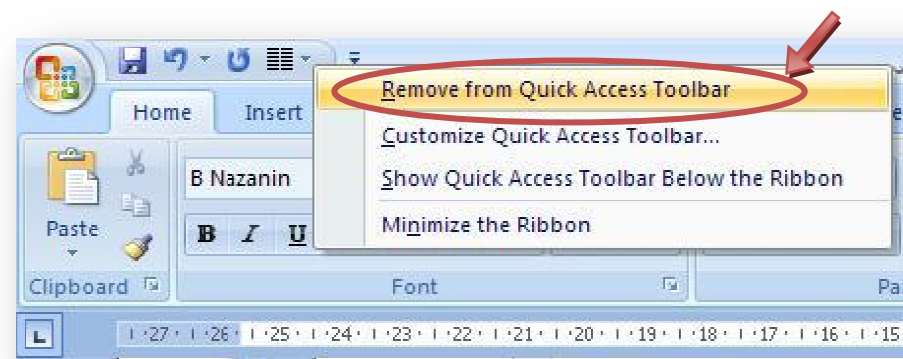 Remove from Quick Access Toolbar
Home Insert
Customize Quick Access Toolbar...
B Nazanin
Show Quick Access Toolbar Below the Ribbon
Paste
B I U
Minimize the Ribbon
Clipboard Font Pa
L
27 26 25 24 23 22 21 20 19 18 17 16 15